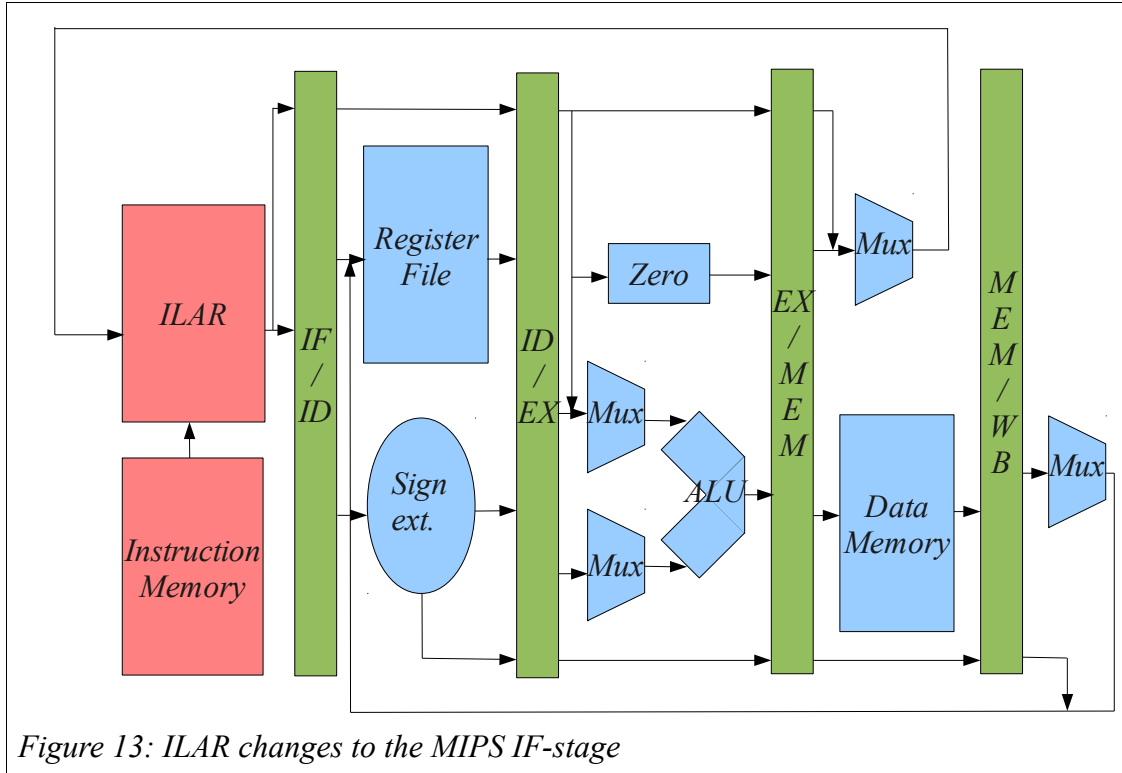 ILAR
Instruction
Memory
IF
/
ID
Register
File
Sign
ext.
ID
/
EX
Zero
Mux
Mux
ALU
EX
/
M
E
M
Mux
Data
Memory
M
E
M
/
W
B
Mux
Figure 13: ILAR changes to the MIPS IF-stage